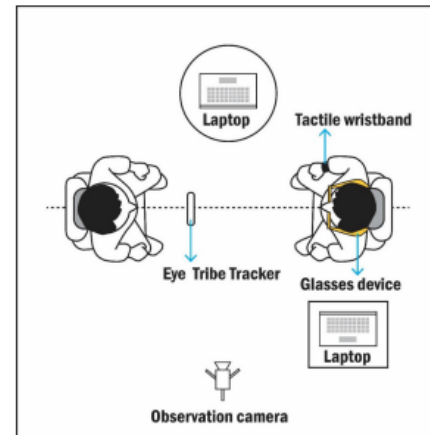 Laptop
Tactile wristband
Eye Tribe Tracker
Glasses device
Laptop
Observation camera